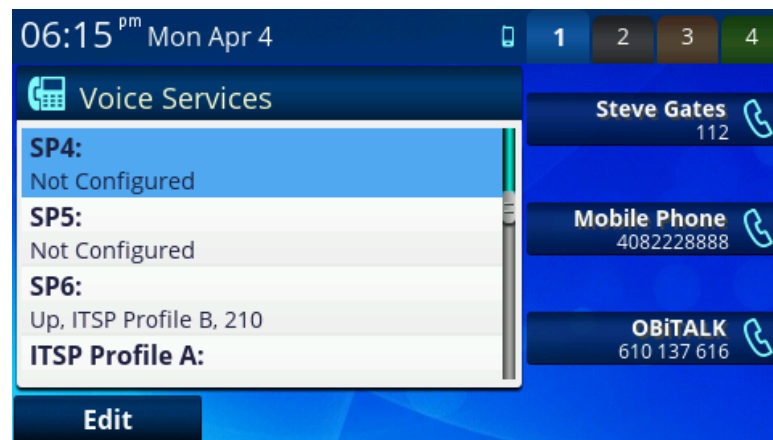 06:15 pm Mon Apr 4
1 2 3 4
Voice Services
SP4:
Not Configured
SP5:
Not Configured
SP6:
Up, ITSP Profile B, 210
ITSP Profile A:
Steve Gates
112
Mobile Phone
4082228888
OBiTALK
610 137 616
Edit